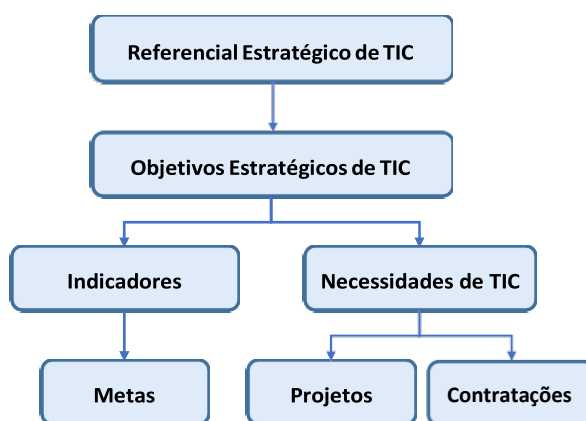 Referencial Estratégico de TIC
Objetivos Estratégicos de TIC
Indicadores
Necessidades de TIC
Metas
Projetos
Contratações